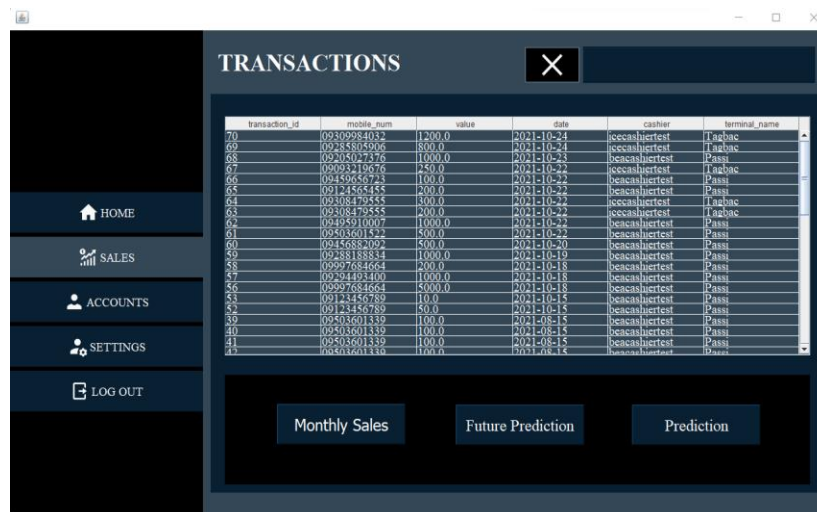 TRANSACTIONS
transaction_id mobile_num value date cashier terminal_name
70 09309984032 1200.0 2021-10-24 icecashiertest Tagbac
69 09285805906 800.0 2021-10-24 icecashiertest Tagbac
68 09205027376 1000.0 2021-10-23 beacashiertest Passi
67 09093219676 250.0 2021-10-22 icecashiertest Tagbac
66 09459656723 100.0 2021-10-22 beacashiertest Passi
65 09124565455 200.0 2021-10-22 beacashiertest Passi
64 09308479555 300.0 2021-10-22 icecashiertest Tagbac
63 09308479555 200.0 2021-10-22 icecashiertest Tagbac
62 09495910007 1000.0 2021-10-22 beacashiertest Passi
61 09503601522 500.0 2021-10-22 beacashiertest Passi
60 09456882092 500.0 2021-10-20 beacashiertest Passi
59 09288188834 1000.0 2021-10-19 beacashiertest Passi
58 09997684664 200.0 2021-10-18 beacashiertest Passi
57 09294493400 1000.0 2021-10-18 beacashiertest Passi
56 09997684664 5000.0 2021-10-18 beacashiertest Passi
53 09123456789 10.0 2021-10-15 beacashiertest Passi
52 09123456789 50.0 2021-10-15 beacashiertest Passi
39 09503601339 100.0 2021-08-15 beacashiertest Passi
40 09503601339 100.0 2021-08-15 beacashiertest Passi
41 09503601339 100.0 2021-08-15 beacashiertest Passi
42 09503601339 100.0 2021-08-15 beacashiertest Passi
HOME
SALES
ACCOUNTS
SETTINGS
LOG OUT
Monthly Sales Future Prediction Prediction